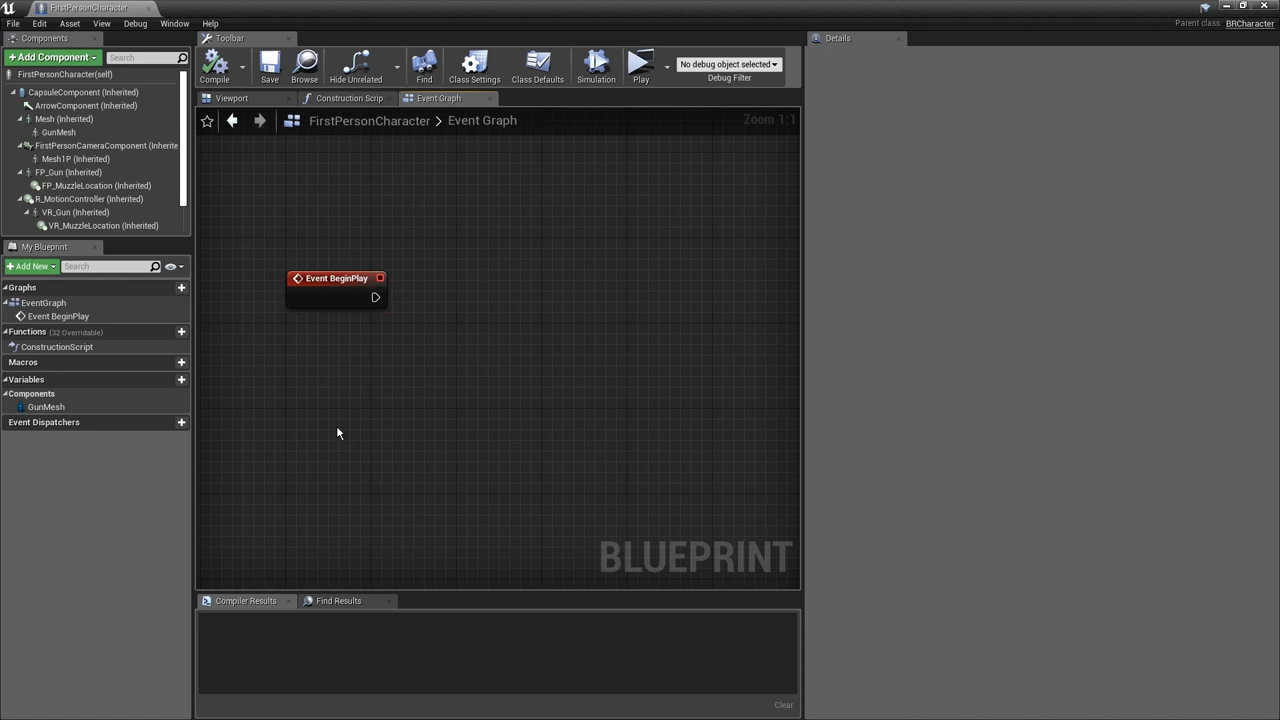 FirstPersonCharacter
File Edit Asset View Debug Window Help
Parent class: BRCharacter
Components
Toolbar
Details
+Add Component
Search
FirstPersonCharacter(self)
CapsuleComponent (Inherited)
ArrowComponent (Inherited)
Mesh (Inherited)
GunMesh
FirstPersonCameraComponent (Inherite
Mesh1P (Inherited)
FP_Gun (Inherited)
FP_MuzzleLocation (Inherited)
R_MotionController (Inherited)
VR_Gun (Inherited)
VR_MuzzleLocation (Inherited)
Compile
Save
Browse
Hide Unrelated
Find
Class Settings
Class Defaults
Simulation
Play
No debug object selected
Debug Filter
Viewport
Construction Scrip
Event Graph
FirstPersonCharacter > Event Graph
Zoom 1:1
Event BeginPlay
BLUEPRINT
My Blueprint
+Add New
Search
Graphs
EventGraph
Event BeginPlay
Functions (32 Overridable)
ConstructionScript
Macros
Variables
Components
GunMesh
Event Dispatchers
Compiler Results
Find Results
Clear